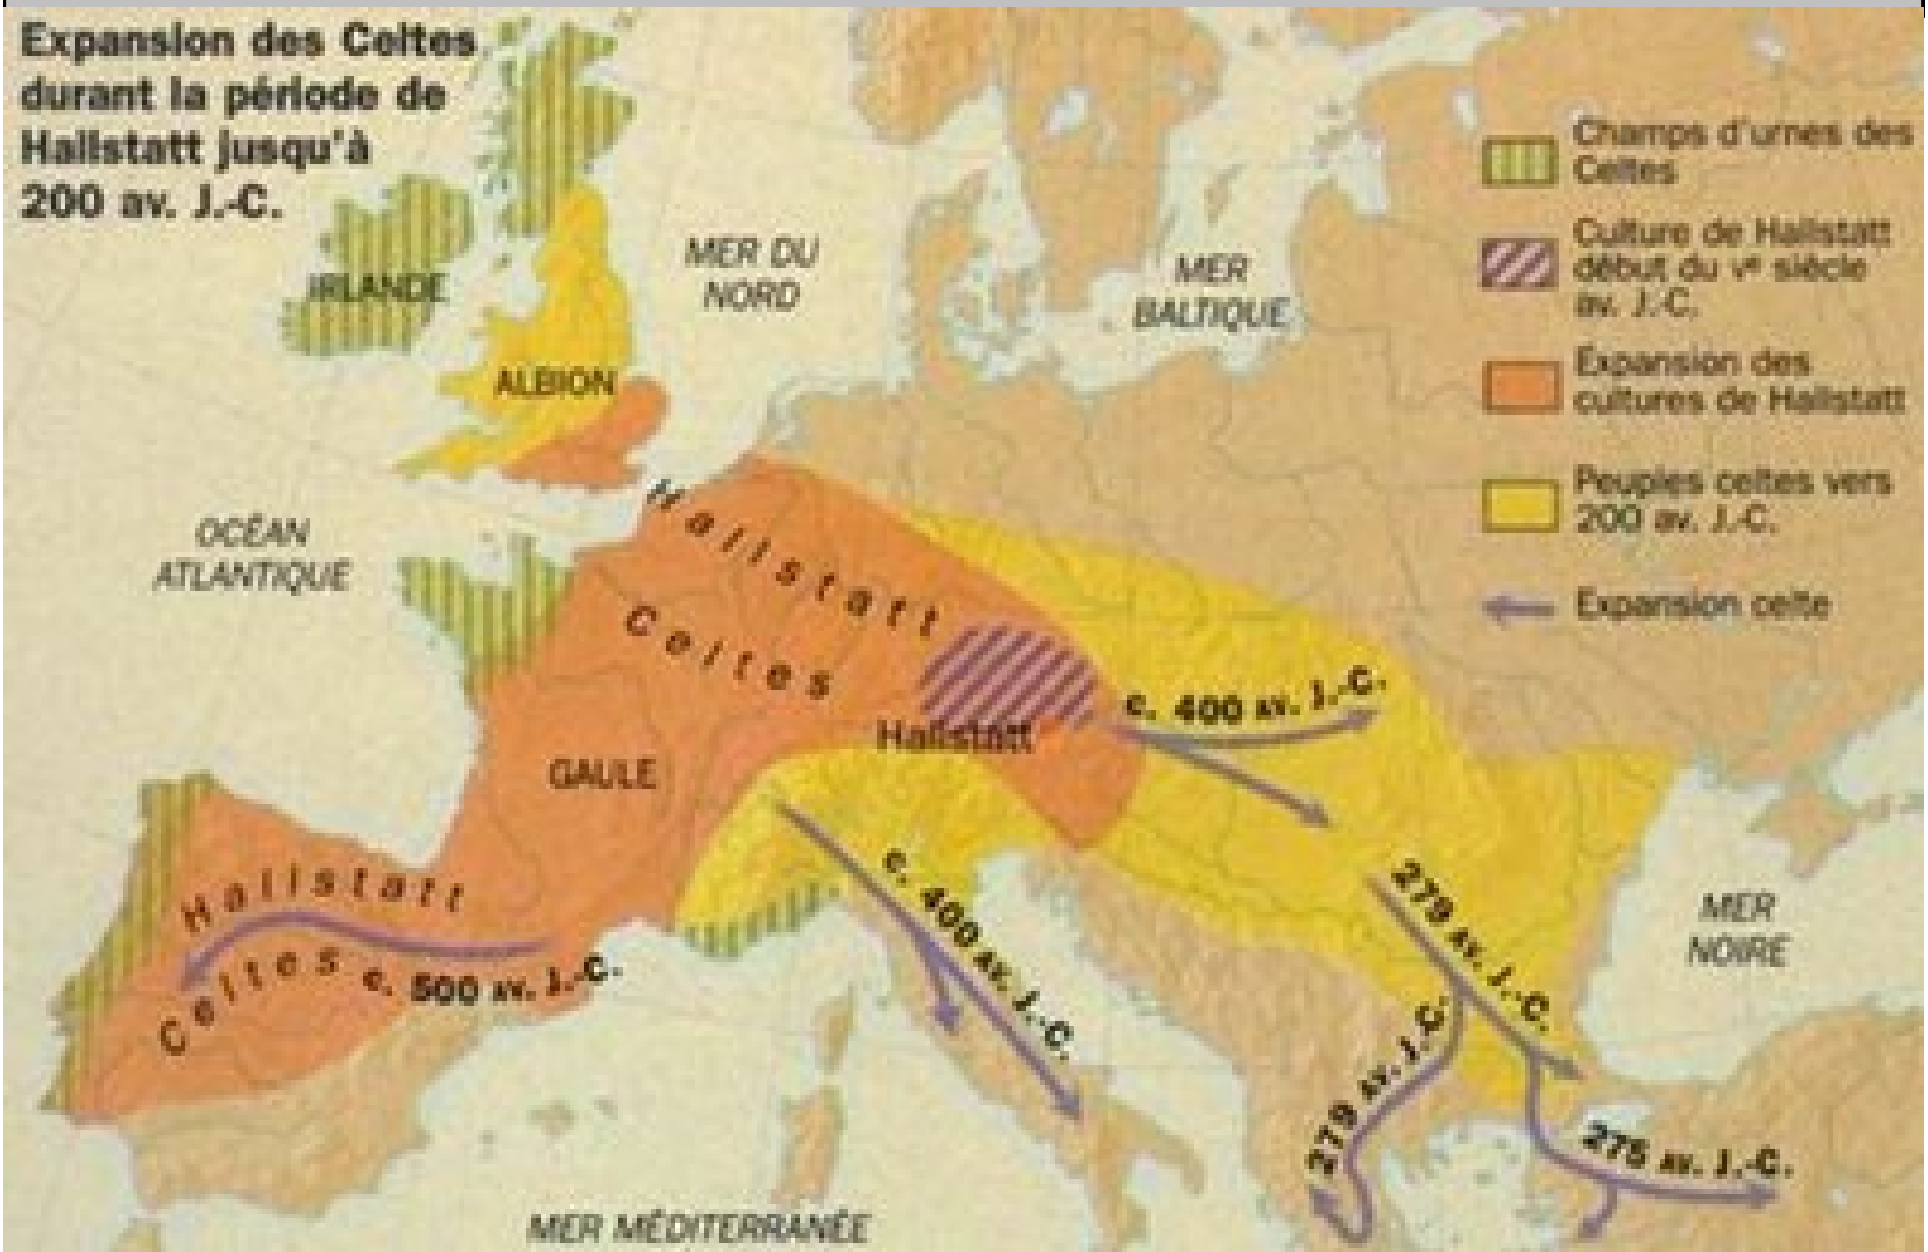 Expansion des Celtes
durant la période de
Hallstatt jusqu'à
200 av. J.-C.
Champs d'urnes des
Celtes
Culture de Hallstatt
début du Vᵉ siècle
av. J.-C.
Expansion des
cultures de Hallstatt
Peuples celtes vers
200 av. J.-C.
Expansion celte
IRLANDE
MER DU
NORD
MER
BALTIQUE
ALBION
OCÉAN
ATLANTIQUE
Hallstatt
Celtes
Hallstatt
GAULE
c. 400 AV. J.-C.
Hallstatt
Celtes
c. 500 AV. J.-C.
c. 400 AV. J.-C.
279 AV. J.-C.
279 AV. J.-C.
275 AV. J.-C.
MER
NOIRE
MER MÉDITERRANÉE